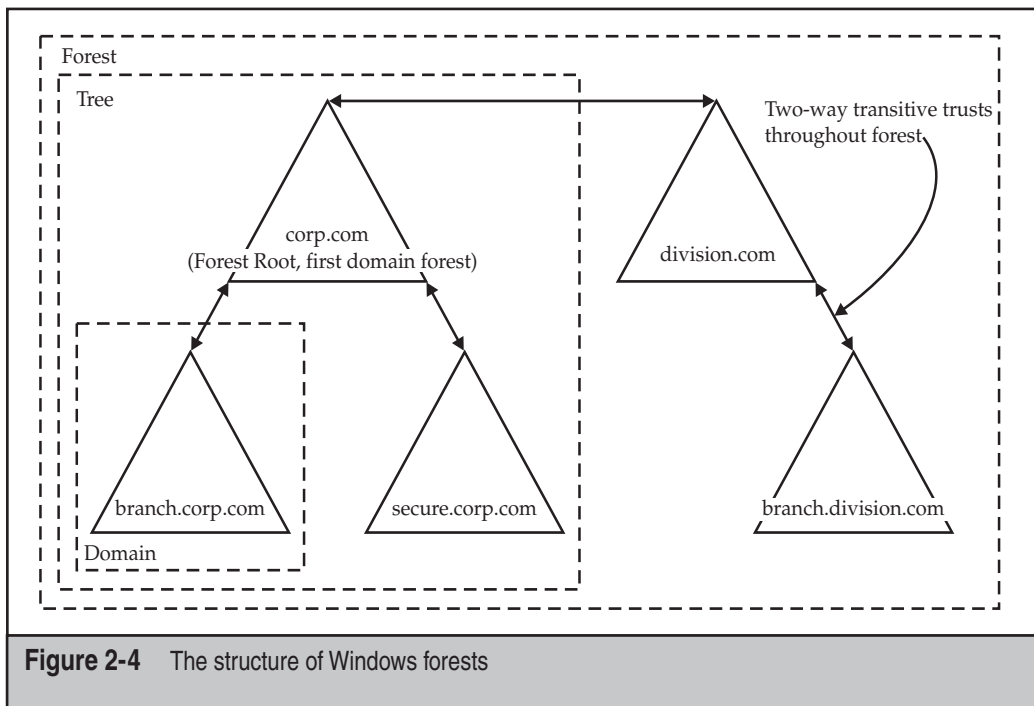 Forest
Tree
Two-way transitive trusts
throughout forest
corp.com
(Forest Root, first domain forest)
division.com
branch.corp.com
secure.corp.com
branch.division.com
Domain
Figure 2-4 The structure of Windows forests